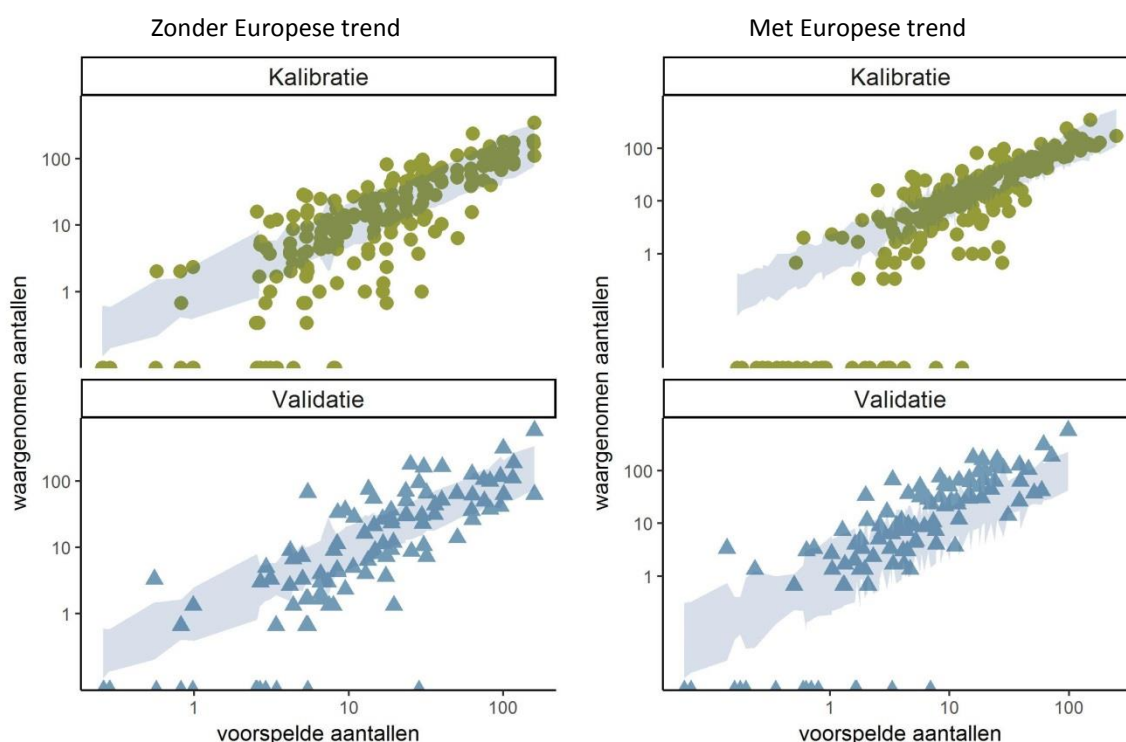 Zonder Europese trend
Met Europese trend
Kalibratie
Kalibratie
100
10
1
100
10
1
waargenomen aantallen
waargenomen aantallen
Validatie
Validatie
100
10
1
100
10
1
1 10 100
1 10 100
voorspelde aantallen
voorspelde aantallen